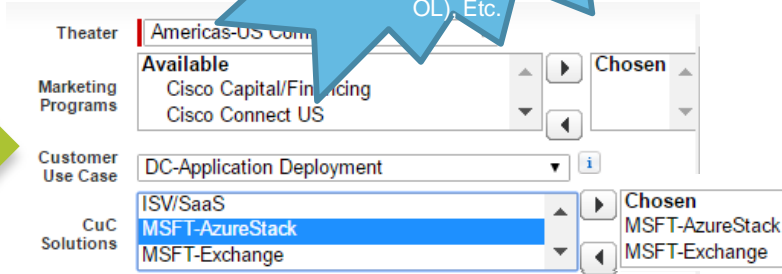 OL), Etc.
Theater
Americas-US Com
Available
Chosen
Marketing Programs
Cisco Capital/Financing
Cisco Connect US
Customer Use Case
DC-Application Deployment
i
CuC Solutions
ISV/SaaS
MSFT-AzureStack
MSFT-Exchange
Chosen
MSFT-AzureStack
MSFT-Exchange